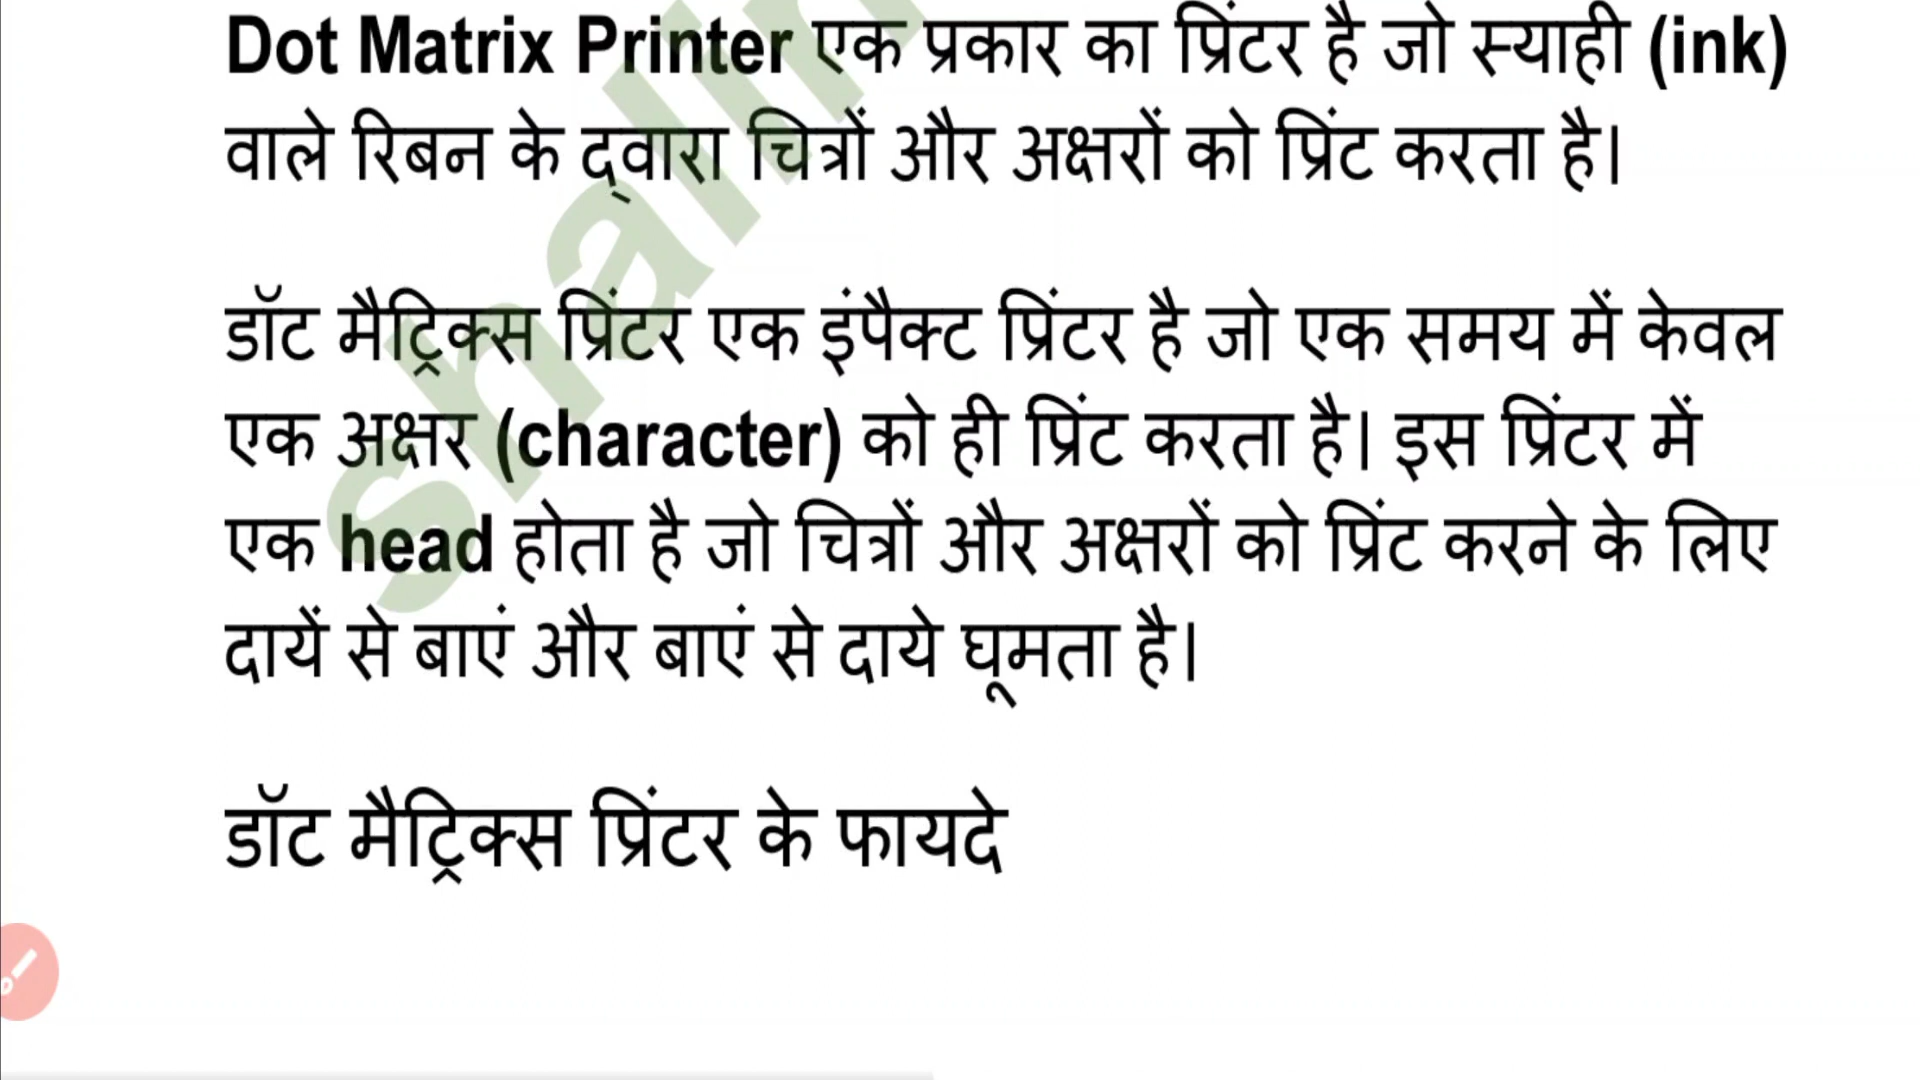 Dot Matrix Printer एक प्रकार का प्रिंटर है जो स्याही (ink)
वाले रिबन के द्वारा चित्रों और अक्षरों को प्रिंट करता है।
डॉट मैट्रिक्स प्रिंटर एक इंपैक्ट प्रिंटर है जो एक समय में केवल
एक अक्षर (character) को ही प्रिंट करता है। इस प्रिंटर में
एक head होता है जो चित्रों और अक्षरों को प्रिंट करने के लिए
दायें से बाएं और बाएं से दाये घूमता है।
डॉट मैट्रिक्स प्रिंटर के फायदे